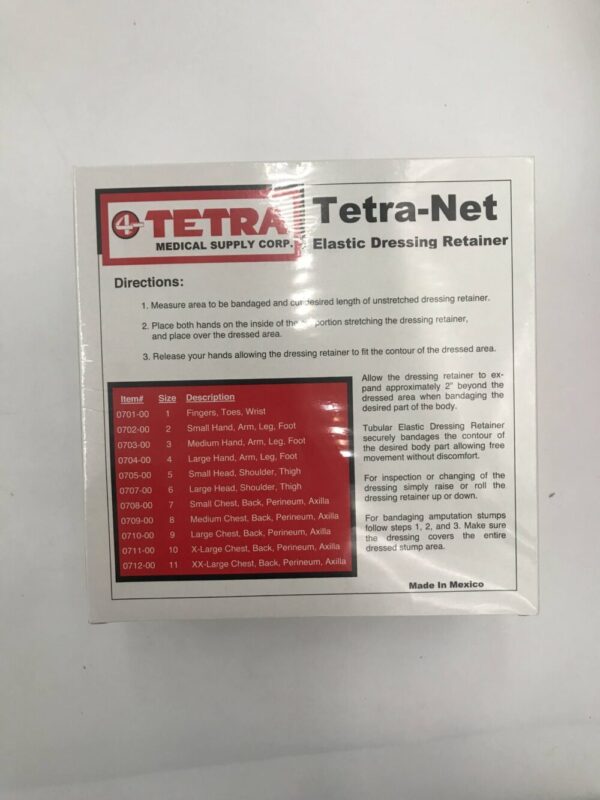 4 TETRA
MEDICAL SUPPLY CORP.
Tetra-Net
Elastic Dressing Retainer
Directions:
1. Measure area to be bandaged and cut desired length of unstretched dressing retainer.
2. Place both hands on the inside of the portion stretching the dressing retainer,
and place over the dressed area.
3. Release your hands allowing the dressing retainer to fit the contour of the dressed area.
Item# Size Description
0701-00 1 Fingers, Toes, Wrist
0702-00 2 Small Hand, Arm, Leg, Foot
0703-00 3 Medium Hand, Arm, Leg, Foot
0704-00 4 Large Hand, Arm, Leg, Foot
0705-00 5 Small Head, Shoulder, Thigh
0707-00 6 Large Head, Shoulder, Thigh
0708-00 7 Small Chest, Back, Perineum, Axilla
0709-00 8 Medium Chest, Back, Perineum, Axilla
0710-00 9 Large Chest, Back, Perineum, Axilla
0711-00 10 X-Large Chest, Back, Perineum, Axilla
0712-00 11 XX-Large Chest, Back, Perineum, Axilla
Allow the dressing retainer to ex-
pand approximately 2" beyond the
dressed area when bandaging the
desired part of the body.
Tubular Elastic Dressing Retainer
securely bandages the contour of
the desired body part allowing free
movement without discomfort.
For inspection or changing of the
dressing simply raise or roll the
dressing retainer up or down.
For bandaging amputation stumps
follow steps 1, 2, and 3. Make sure
the dressing covers the entire
dressed stump area.
Made In Mexico